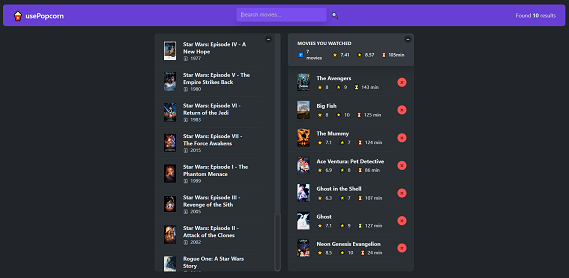 usePopcorn
Search movies...
Found 10 results
Star Wars: Episode IV - A
New Hope
1977
Star Wars: Episode V - The
Empire Strikes Back
1980
Star Wars: Episode VI -
Return of the Jedi
1983
Star Wars: Episode VII -
The Force Awakens
2015
Star Wars: Episode I - The
Phantom Menace
1999
Star Wars: Episode III -
Revenge of the Sith
2005
Star Wars: Episode II -
Attack of the Clones
2002
Rogue One: A Star Wars
Story
MOVIES YOU WATCHED
7 movies 7.41 8.57 105min
The Avengers
8 9 143 min
Big Fish
8 10 125 min
The Mummy
7.1 7 124 min
Ace Ventura: Pet Detective
6.9 8 86 min
Ghost in the Shell
6.3 7 107 min
Ghost
7.1 9 127 min
Neon Genesis Evangelion
8.5 10 24 min